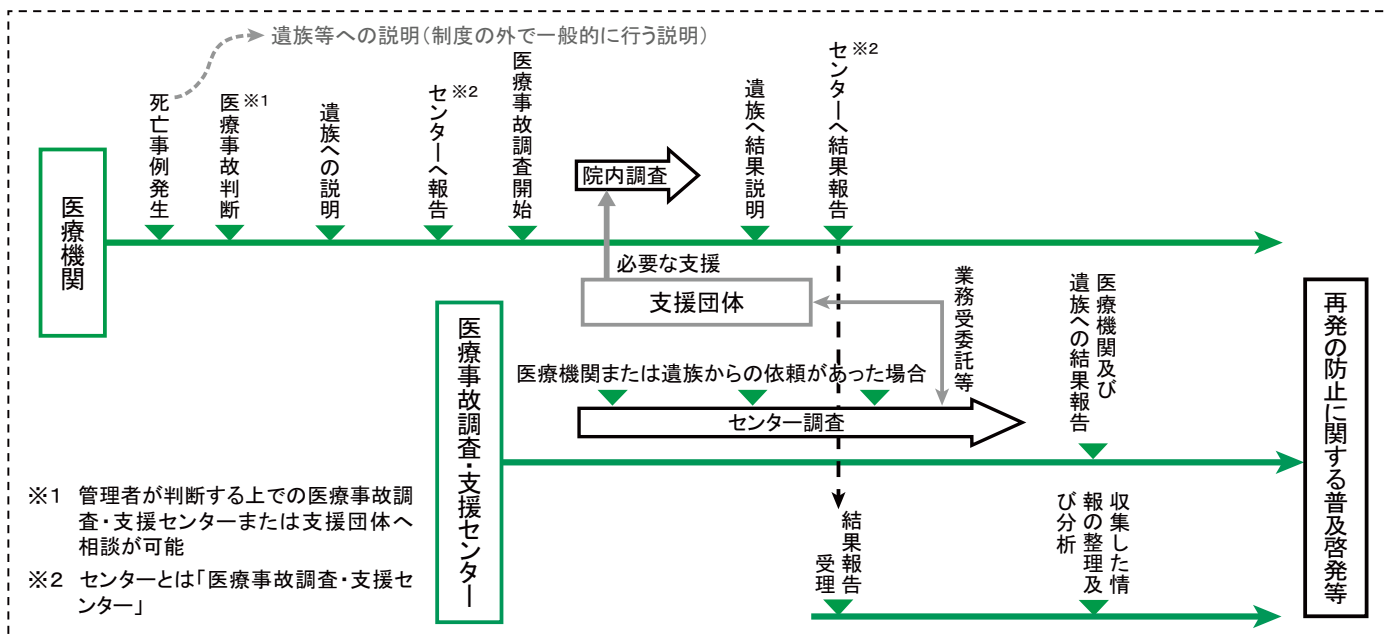 遺族等への説明(制度の外で一般的に行う説明)
死亡事例発生
医療事故判断
※1
遺族への説明
センターへ報告
※2
医療事故調査開始
院内調査
遺族へ結果説明
センターへ結果報告
※2
医療機関
必要な支援
支援団体
業務受委託等
医療機関及び
遺族への結果報告
再発の防止に関する普及啓発等
医療事故調査・支援センター
医療機関または遺族からの依頼があった場合
センター調査
結果報告
受理
収集した情
報の整理及
び分析
※1 管理者が判断する上での医療事故調
査・支援センターまたは支援団体へ
相談が可能
※2 センターとは「医療事故調査・支援セ
ンター」